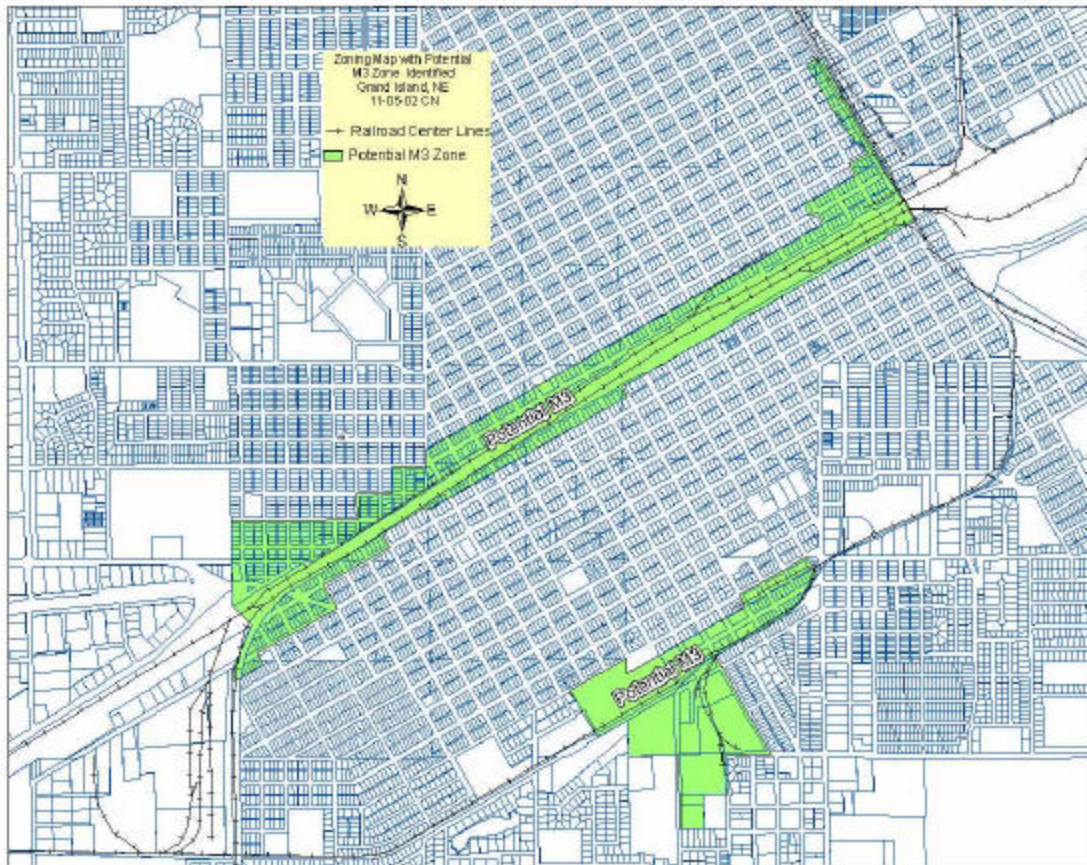 Zoning Map with Potential
M3 Zone Identified
Grand Island, NE
11-05-02 CN
Railroad Center Lines
Potential M3 Zone
N
W E
S
Potential M3
Potential M3